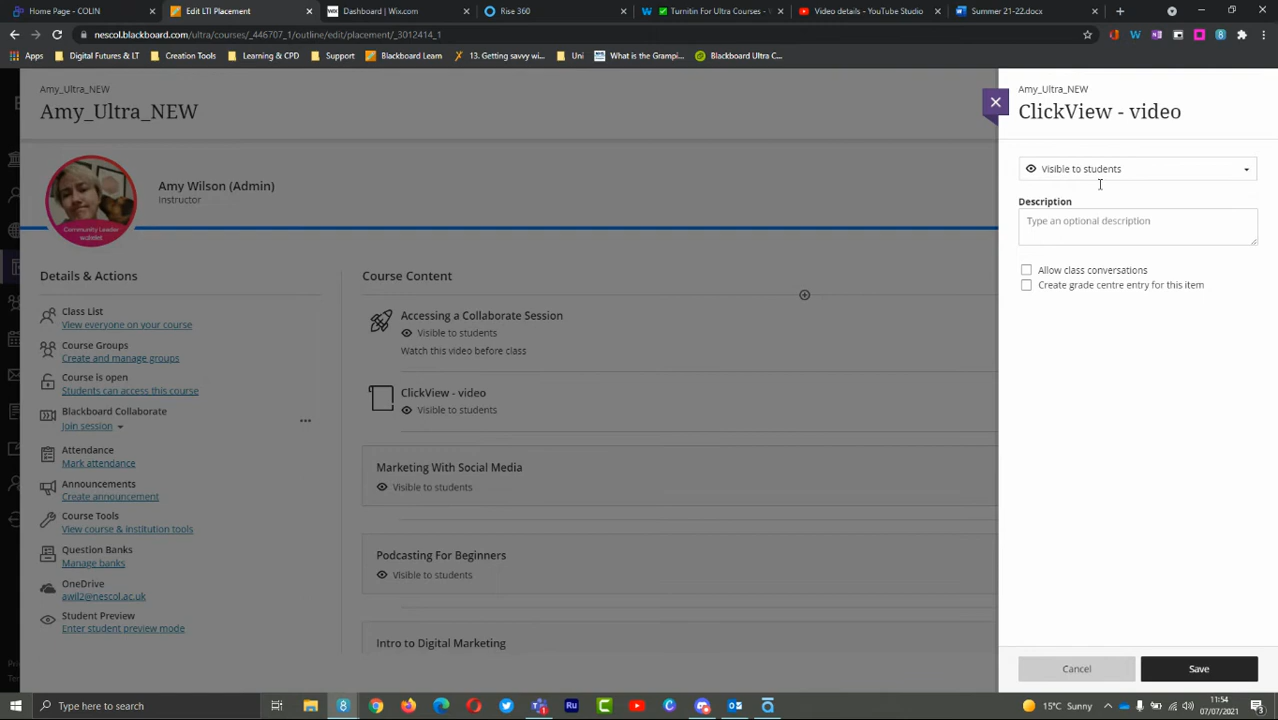 Home Page - COLIN
Edit LTI Placement
Dashboard | Wix.com
Rise 360
Turnitin For Ultra Courses -
Video details - YouTube Studio
Summer 21-22.docx
nescol.blackboard.com/ultra/courses/_446707_1/outline/edit/placement/_3012414_1
Apps
Digital Futures & LT
Creation Tools
Learning & CPD
Support
Blackboard Learn
13. Getting savvy wi...
Uni
What is the Grampi...
Blackboard Ultra C...
Amy_Ultra_NEW
Amy_Ultra_NEW
Community Leader
wakelet
Amy Wilson (Admin)
Instructor
Details & Actions
Class List
View everyone on your course
Course Groups
Create and manage groups
Course is open
Students can access this course
Blackboard Collaborate
Join session
Attendance
Mark attendance
Announcements
Create announcement
Course Tools
View course & institution tools
Question Banks
Manage banks
OneDrive
awil2@nescol.ac.uk
Student Preview
Enter student preview mode
Course Content
Accessing a Collaborate Session
Visible to students
Watch this video before class
ClickView - video
Visible to students
Marketing With Social Media
Visible to students
Podcasting For Beginners
Visible to students
Intro to Digital Marketing
Amy_Ultra_NEW
ClickView - video
Visible to students
Description
Type an optional description
Allow class conversations
Create grade centre entry for this item
Cancel
Save
Type here to search
15°C Sunny
11:54
07/07/2021